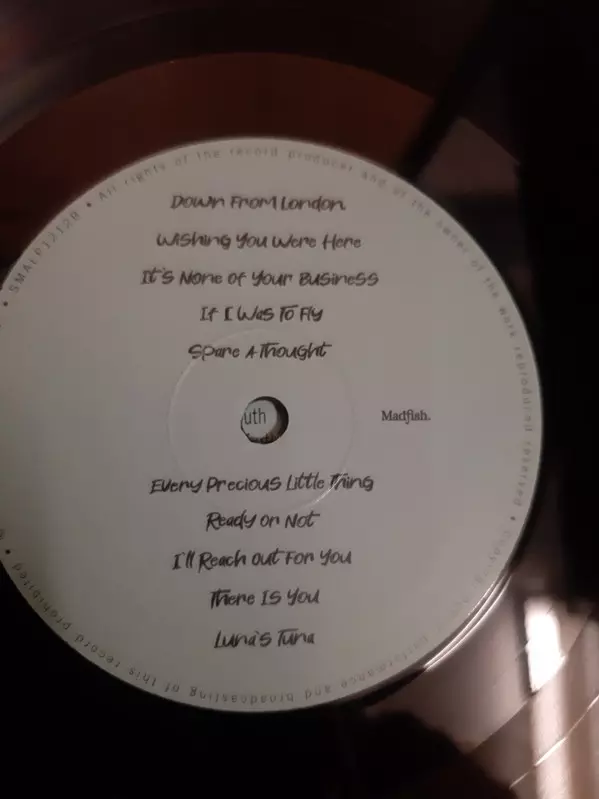 SMALP1212B • All rights of the record producer and of the owner of the work reproduced reserved •
Down From London
Wishing You Were Here
It's None of Your Business
If I Was To Fly
Spare A Thought
uth
Madfish.
Every Precious Little Thing
Ready or Not
I'll Reach out For You
There Is You
Luna's Tuna
performance and broadcasting of this record prohibited •